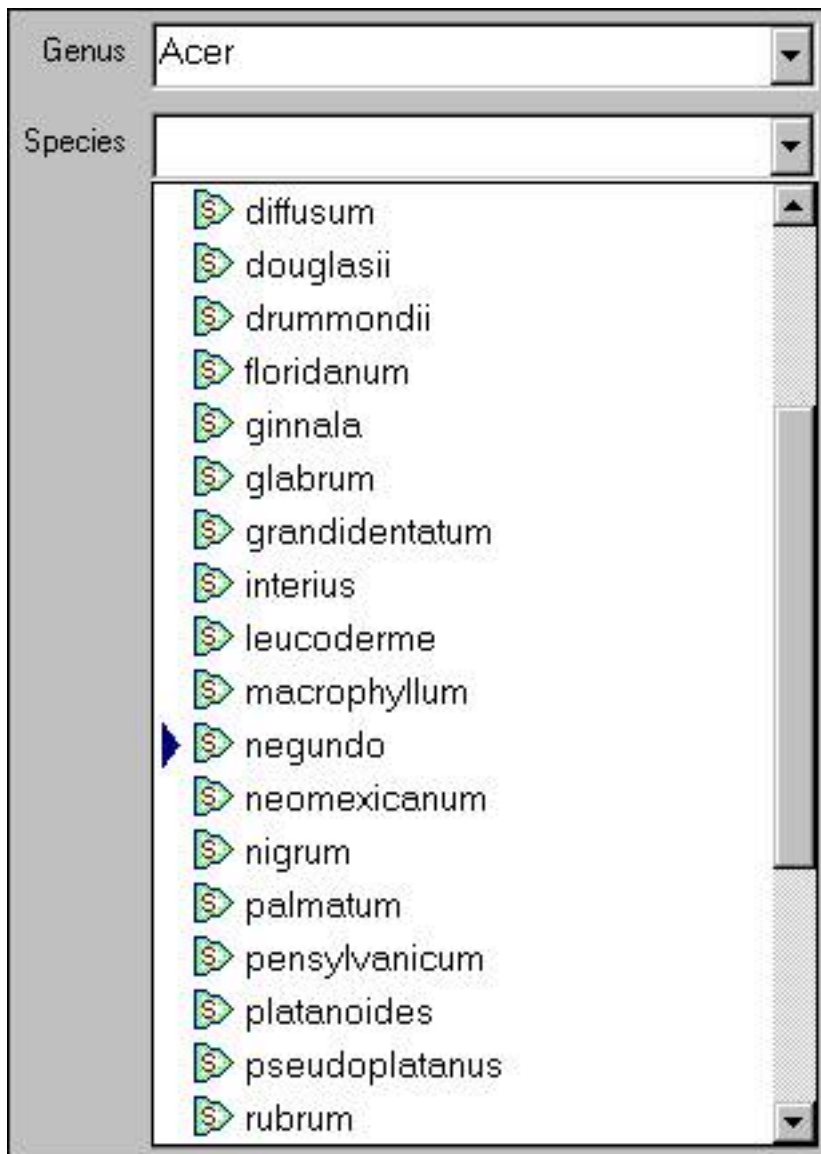 Genus Acer
Species
S diffusum
S douglasii
S drummondii
S floridanum
S ginnala
S glabrum
S grandidentatum
S interius
S leucoderme
S macrophyllum
S negundo
S neomexicanum
S nigrum
S palmatum
S pensylvanicum
S platanoides
S pseudoplatanus
S rubrum